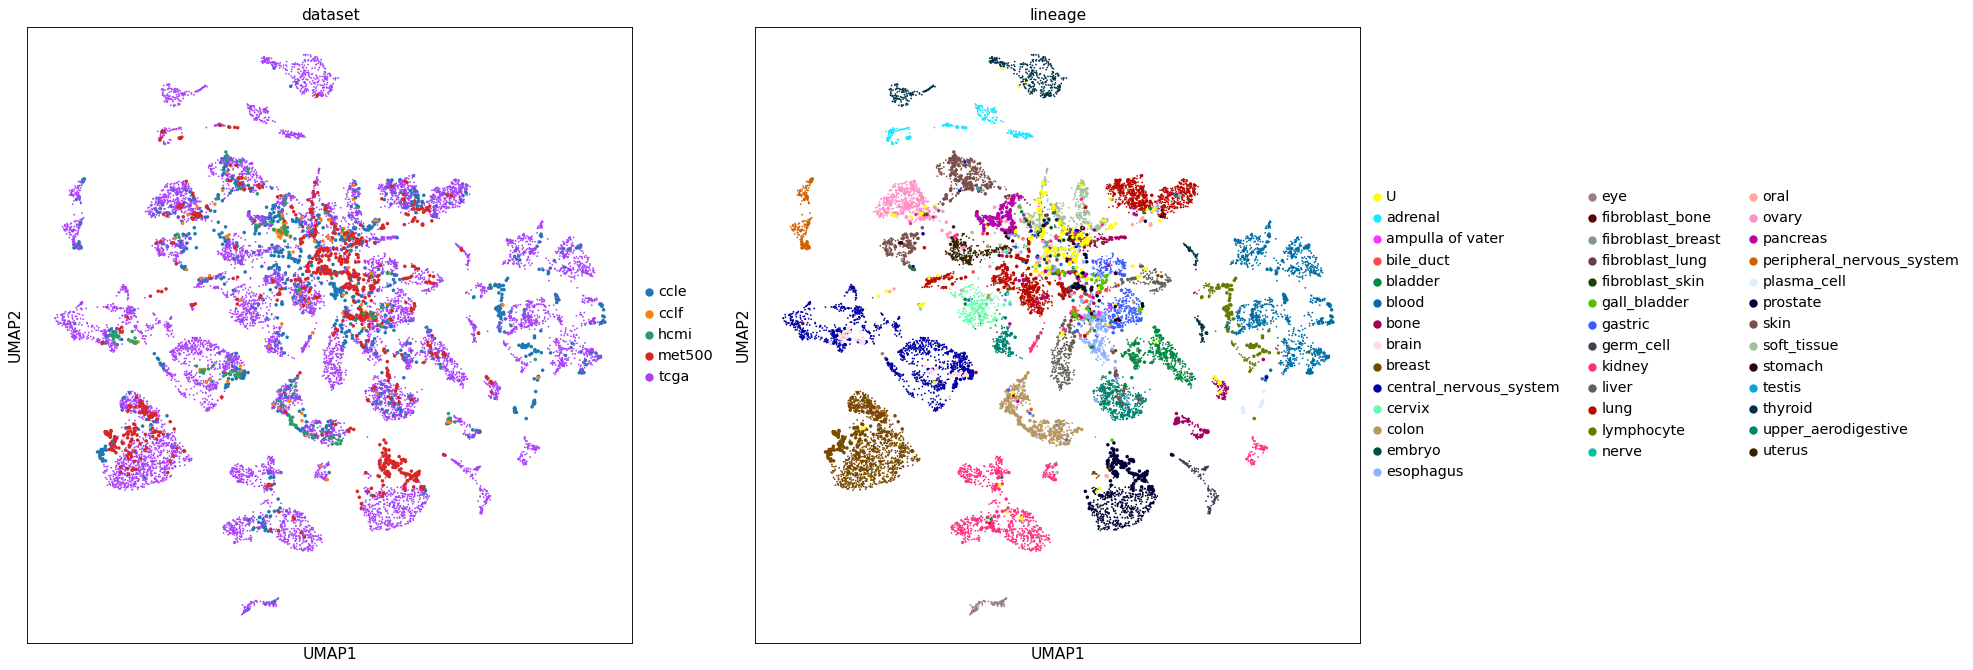 dataset
UMAP2
UMAP1
ccle
cclf
hcmi
met500
tcga
lineage
UMAP2
UMAP1
U
adrenal
ampulla of vater
bile_duct
bladder
blood
bone
brain
breast
central_nervous_system
cervix
colon
embryo
esophagus
eye
fibroblast_bone
fibroblast_breast
fibroblast_lung
fibroblast_skin
gall_bladder
gastric
germ_cell
kidney
liver
lung
lymphocyte
nerve
oral
ovary
pancreas
peripheral_nervous_system
plasma_cell
prostate
skin
soft_tissue
stomach
testis
thyroid
upper_aerodigestive
uterus